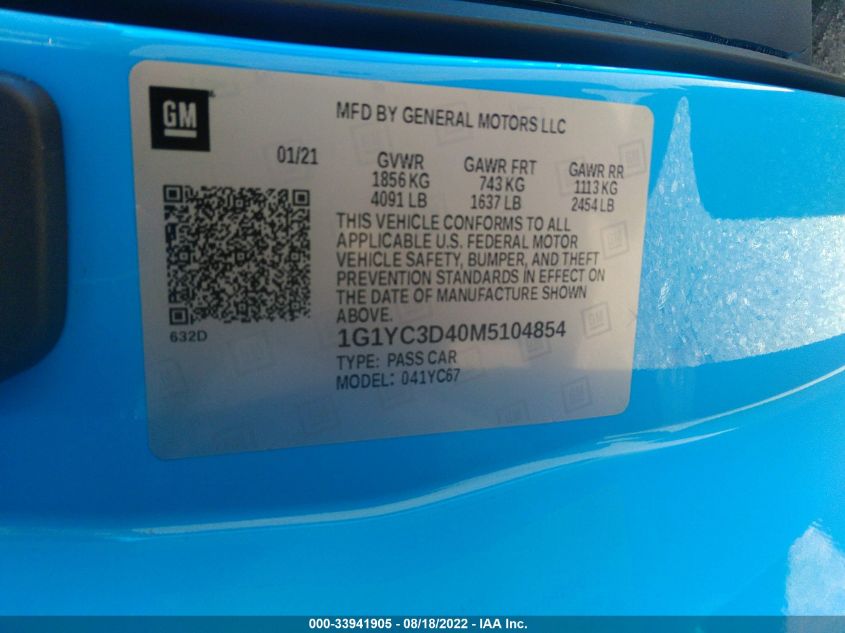 GM
MFD BY GENERAL MOTORS LLC
01/21
GVWR GAWR FRT GAWR RR
1856 KG 743 KG 1113 KG
4091 LB 1637 LB 2454 LB
THIS VEHICLE CONFORMS TO ALL
APPLICABLE U.S. FEDERAL MOTOR
VEHICLE SAFETY, BUMPER, AND THEFT
PREVENTION STANDARDS IN EFFECT ON
THE DATE OF MANUFACTURE SHOWN
ABOVE.
632D
1G1YC3D40M5104854
TYPE: PASS CAR
MODEL: 041YC67
000-33941905 - 08/18/2022 - IAA Inc.